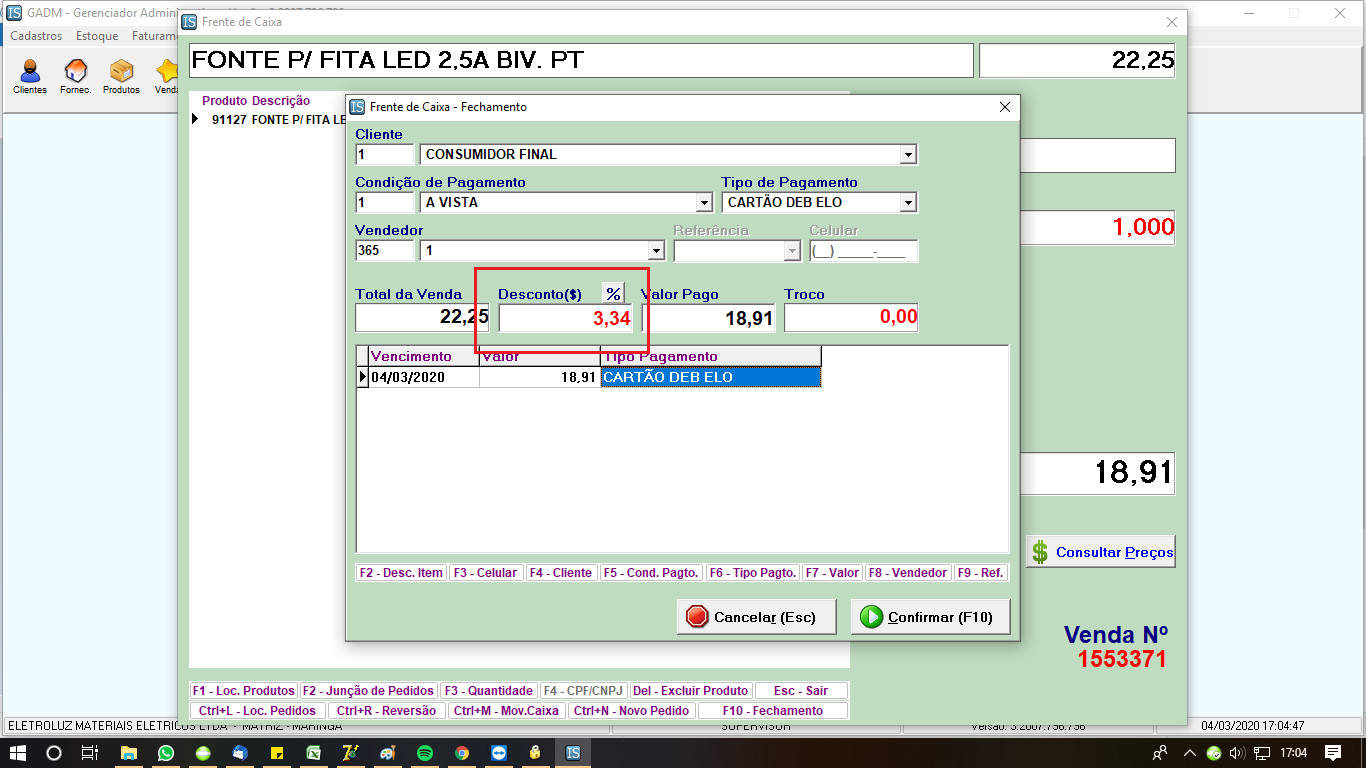 GADM - Gerenciador Admini
Frente de Caixa
Cadastros Estoque Faturam
FONTE P/ FITA LED 2,5A BIV. PT
22,25
Clientes Fornec. Produtos Venda
Produto Descrição
91127 FONTE P/ FITA LE
Frente de Caixa - Fechamento
Cliente
1 CONSUMIDOR FINAL
Condição de Pagamento Tipo de Pagamento
1 A VISTA CARTÃO DEB ELO
Vendedor Referência Celular
365 1 (__) _____-____
1,000
Total da Venda Desconto($) % Valor Pago Troco
22,25 3,34 18,91 0,00
Vencimento Valor Tipo Pagamento
04/03/2020 18,91 CARTÃO DEB ELO
18,91
Consultar Preços
F2 - Desc. Item F3 - Celular F4 - Cliente F5 - Cond. Pagto. F6 - Tipo Pagto. F7 - Valor F8 - Vendedor F9 - Ref.
Cancelar (Esc) Confirmar (F10)
Venda Nº
1553371
F1 - Loc. Produtos F2 - Junção de Pedidos F3 - Quantidade F4 - CPF/CNPJ Del - Excluir Produto Esc - Sair
Ctrl+L - Loc. Pedidos Ctrl+R - Reversão Ctrl+M - Mov.Caixa Ctrl+N - Novo Pedido F10 - Fechamento
ELETROLUZ MATERIAIS ELETRICOS LTDA - MATRIZ - MARINGA SUPERVISOR Versão: 3.2007.736.736 04/03/2020 17:04:47
17:04